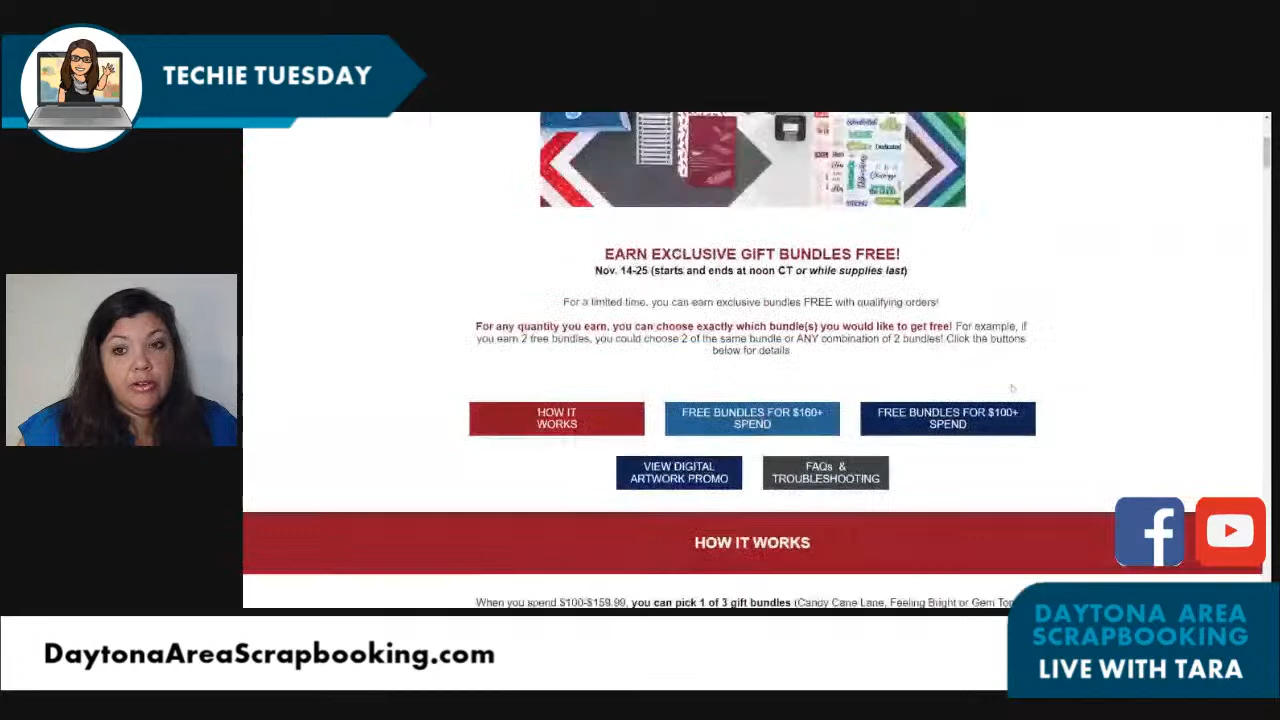 TECHIE TUESDAY
EARN EXCLUSIVE GIFT BUNDLES FREE!
Nov. 14-25 (starts and ends at noon CT or while supplies last)
For a limited time, you can earn exclusive bundles FREE with qualifying orders!
For any quantity you earn, you can choose exactly which bundle(s) you would like to get free! For example, if
you earn 2 free bundles, you could choose 2 of the same bundle or ANY combination of 2 bundles! Click the buttons
below for details
HOW IT
WORKS
FREE BUNDLES FOR $160+
SPEND
FREE BUNDLES FOR $100+
SPEND
VIEW DIGITAL
ARTWORK PROMO
FAQs &
TROUBLESHOOTING
HOW IT WORKS
When you spend $100-$159.99, you can pick 1 of 3 gift bundles (Candy Cane Lane, Feeling Bright or Gem
DaytonaAreaScrapbooking.com
DAYTONA AREA
SCRAPBOOKING
LIVE WITH TARA